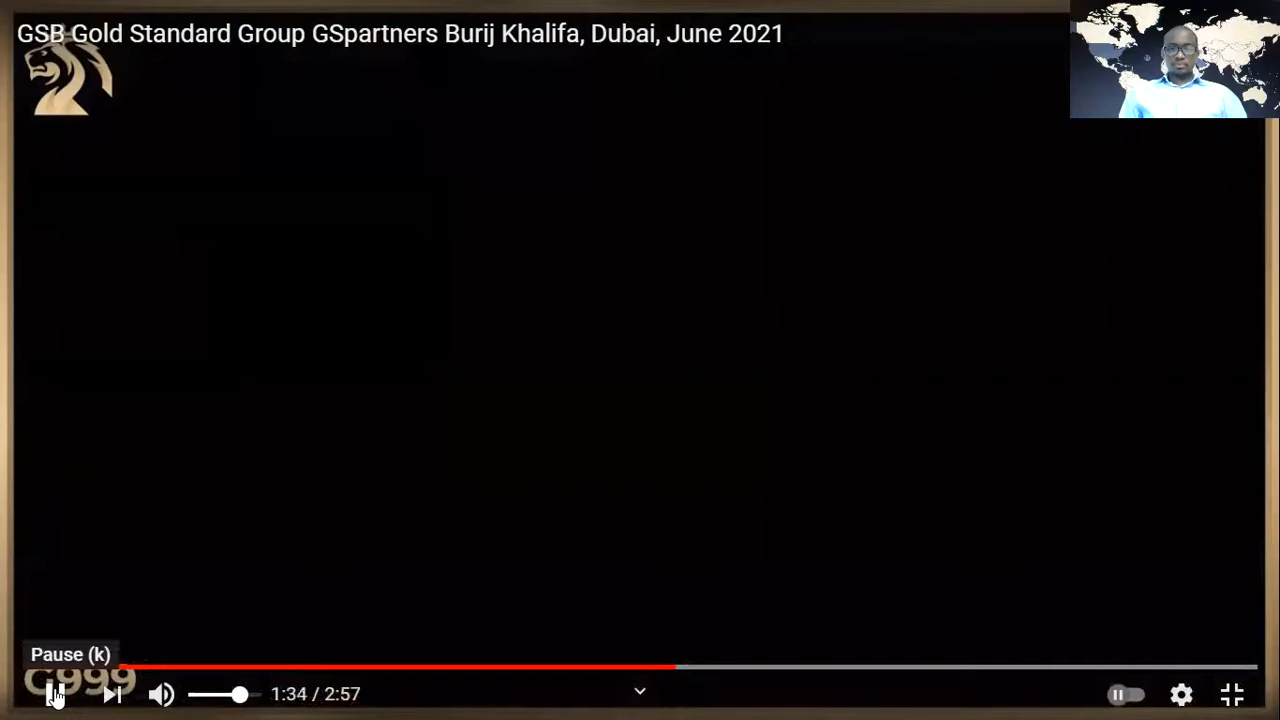 GSB Gold Standard Group GSpartners Burij Khalifa, Dubai, June 2021
Pause (k)
G999
1:34 / 2:57